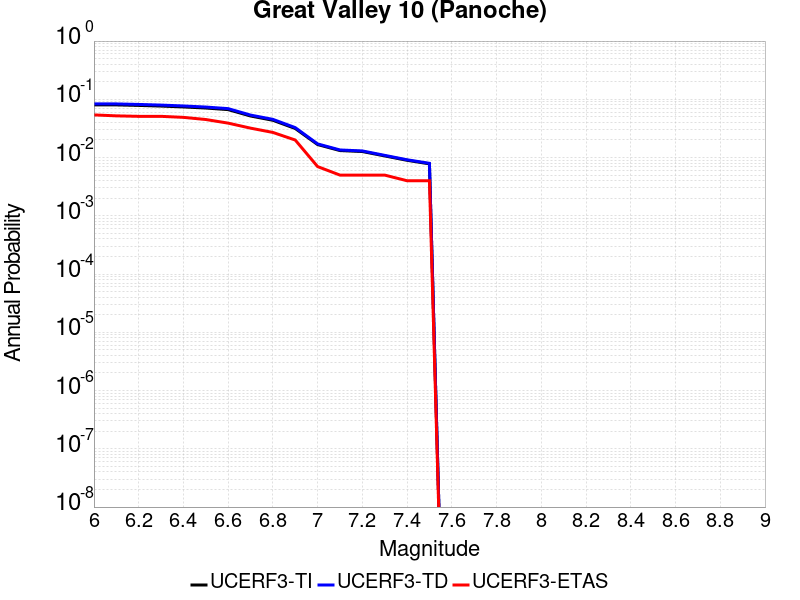 Great Valley 10 (Panoche)
10 0
10 -1
10 -2
10 -3
10 -4
10 -5
10 -6
10 -7
10 -8
Annual Probability
6 6.2 6.4 6.6 6.8 7 7.2 7.4 7.6 7.8 8 8.2 8.4 8.6 8.8 9
Magnitude
UCERF3-TI UCERF3-TD UCERF3-ETAS